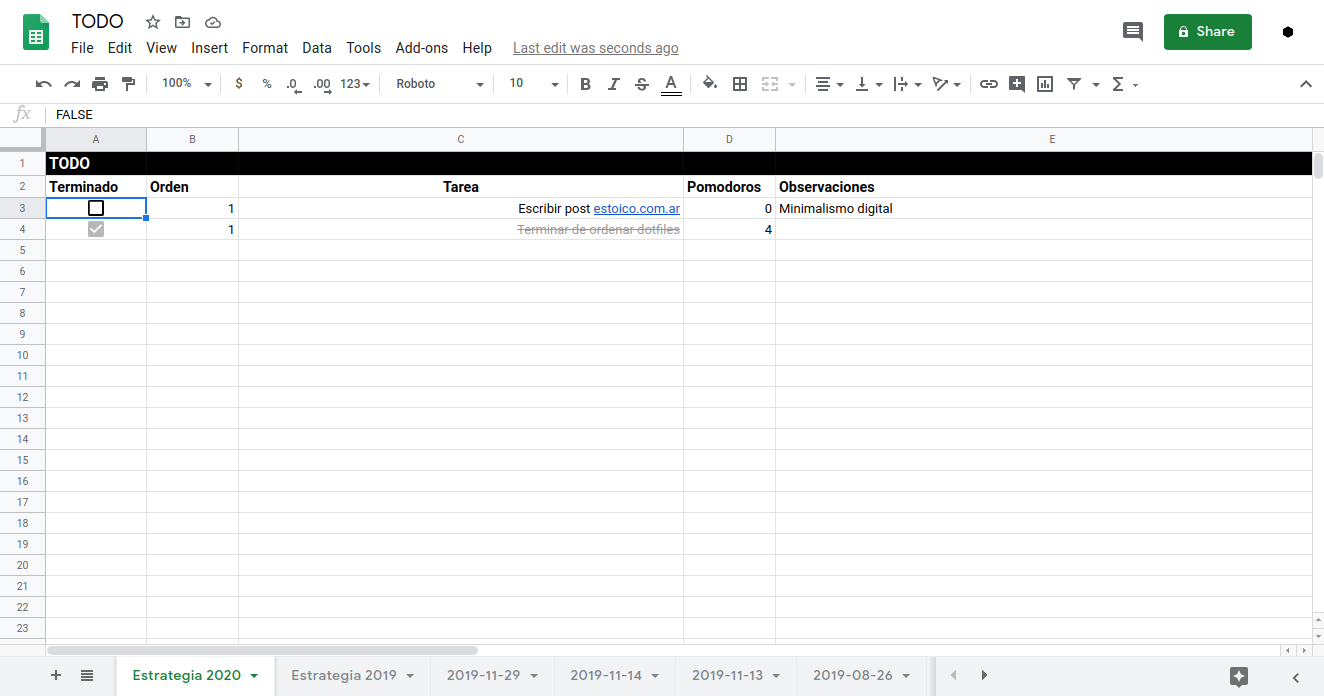 TODO
File Edit View Insert Format Data Tools Add-ons Help Last edit was seconds ago
Share
100% $ % .0 .00 123 Roboto 10 B I S A Σ
fx FALSE
A B C D E
1 TODO
2 Terminado Orden Tarea Pomodoros Observaciones
3 1 Escribir post estoico.com.ar 0 Minimalismo digital
4 1 Terminar de ordenar dotfiles 4
5
6
7
8
9
10
11
12
13
14
15
16
17
18
19
20
21
22
23
Estrategia 2020 Estrategia 2019 2019-11-29 2019-11-14 2019-11-13 2019-08-26